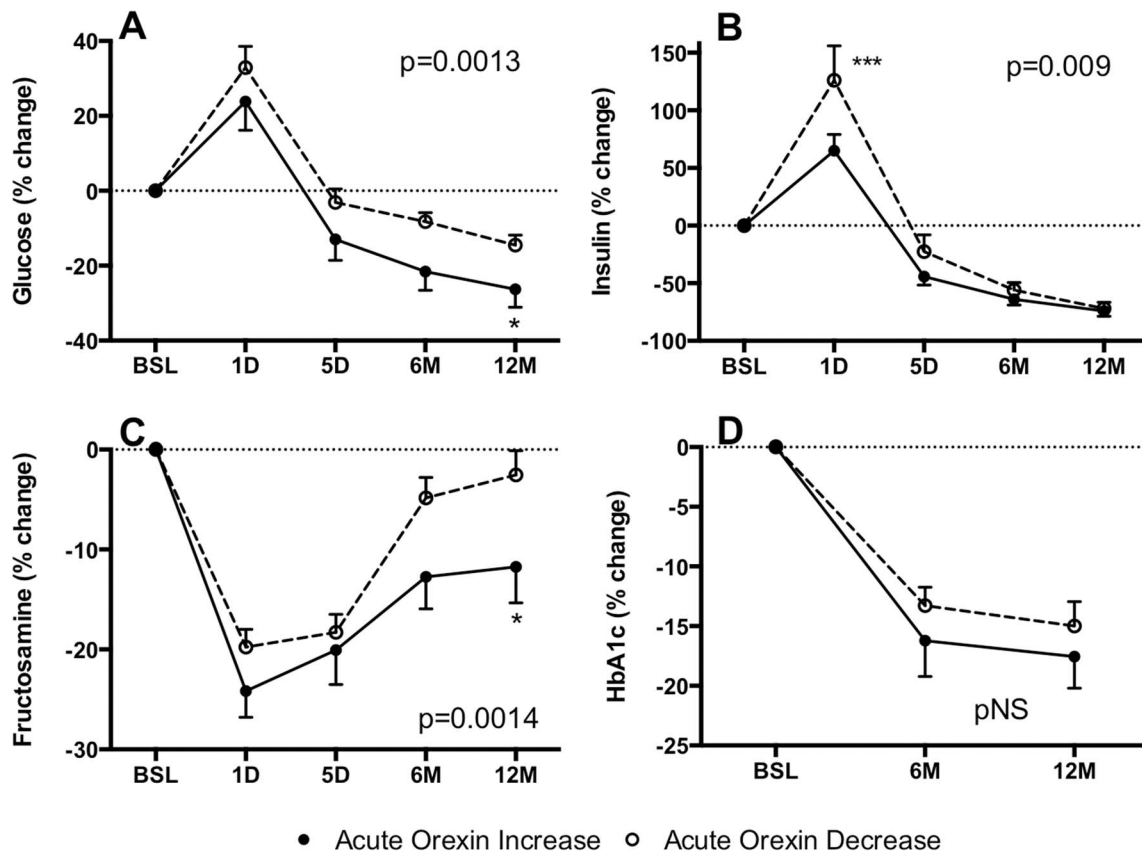 A
p=0.0013
Glucose (% change)
40
20
0
-20
-40
*
BSL 1D 5D 6M 12M
B
p=0.009
Insulin (% change)
150
100
50
0
-50
-100
***
BSL 1D 5D 6M 12M
C
Fructosamine (% change)
0
-10
-20
-30
*
p=0.0014
BSL 1D 5D 6M 12M
D
HbA1c (% change)
0
-5
-10
-15
-20
-25
pNS
BSL 6M 12M
Acute Orexin Increase Acute Orexin Decrease